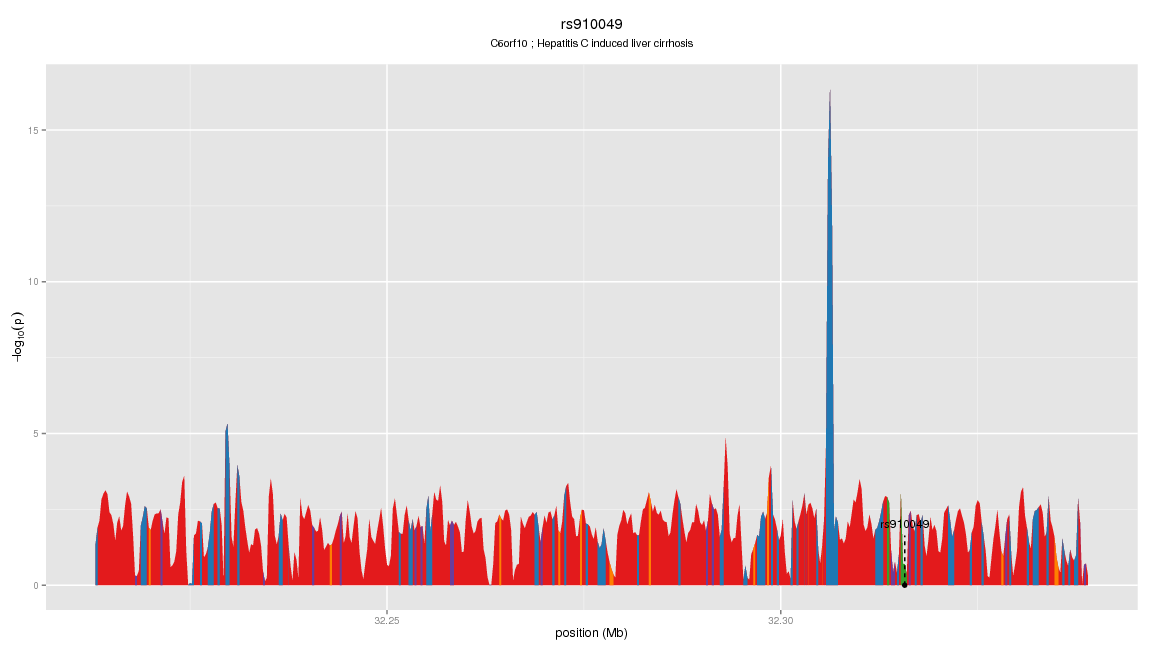 rs910049
C6orf10 ; Hepatitis C induced liver cirrhosis
−log10(p)
15
10
5
0
rs910049
32.25
32.30
position (Mb)